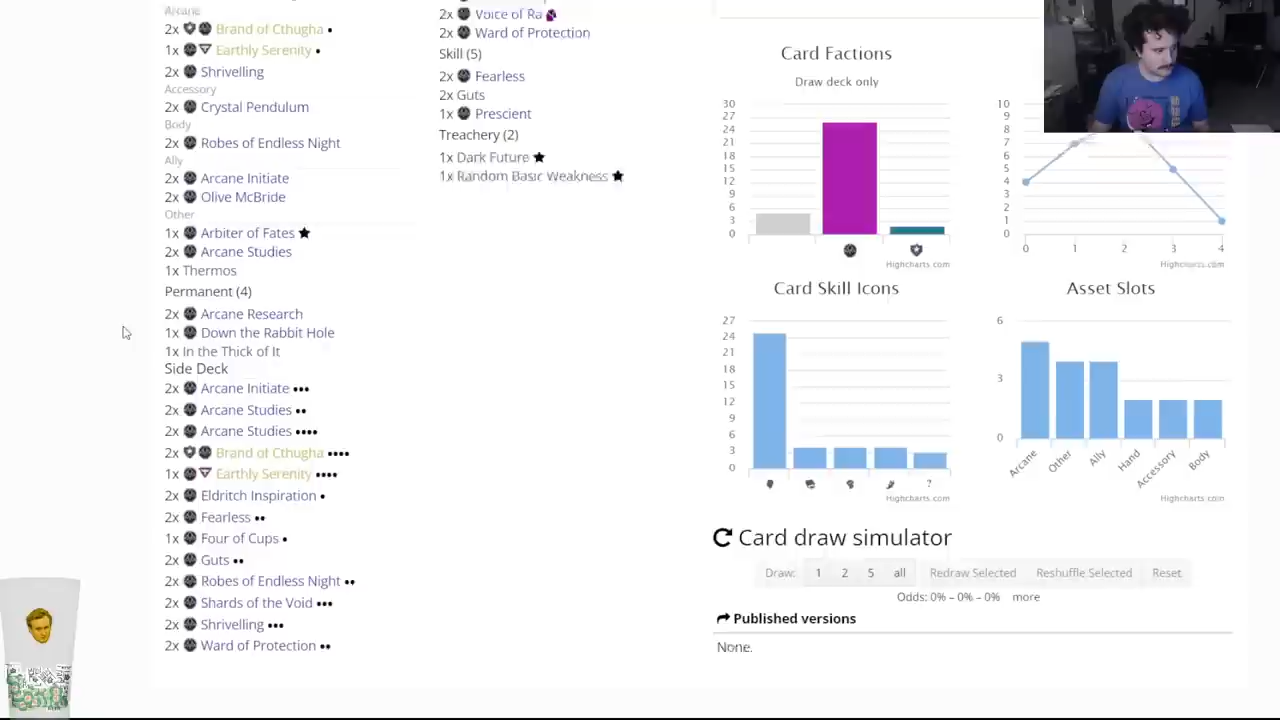 Arcane
2x Brand of Cthugha •
1x Earthly Serenity •
2x Shrivelling
Accessory
2x Crystal Pendulum
Body
2x Robes of Endless Night
Ally
2x Arcane Initiate
2x Olive McBride
Other
1x Arbiter of Fates ★
2x Arcane Studies
1x Thermos
Permanent (4)
2x Arcane Research
1x Down the Rabbit Hole
1x In the Thick of It
Side Deck
2x Arcane Initiate •••
2x Arcane Studies ••
2x Arcane Studies ••••
2x Brand of Cthugha ••••
1x Earthly Serenity ••••
2x Eldritch Inspiration •
2x Fearless ••
1x Four of Cups •
2x Guts ••
2x Robes of Endless Night ••
2x Shards of the Void •••
2x Shrivelling •••
2x Ward of Protection ••
2x Voice of Ra
2x Ward of Protection
Skill (5)
2x Fearless
2x Guts
1x Prescient
Treachery (2)
1x Dark Future ★
1x Random Basic Weakness ★
Card Factions
Draw deck only
30
27
24
21
18
15
12
9
6
3
0
Highcharts.com
10
9
8
7
6
5
4
3
2
1
0
0 1 2 3 4
Highcharts.com
Card Skill Icons
27
24
21
18
15
12
9
6
3
0
?
Highcharts.com
Asset Slots
6
3
0
Arcane
Other
Ally
Hand
Accessory
Body
Highcharts.com
Card draw simulator
Draw: 1 2 5 all Redraw Selected Reshuffle Selected Reset
Odds: 0% – 0% – 0% more
Published versions
None.